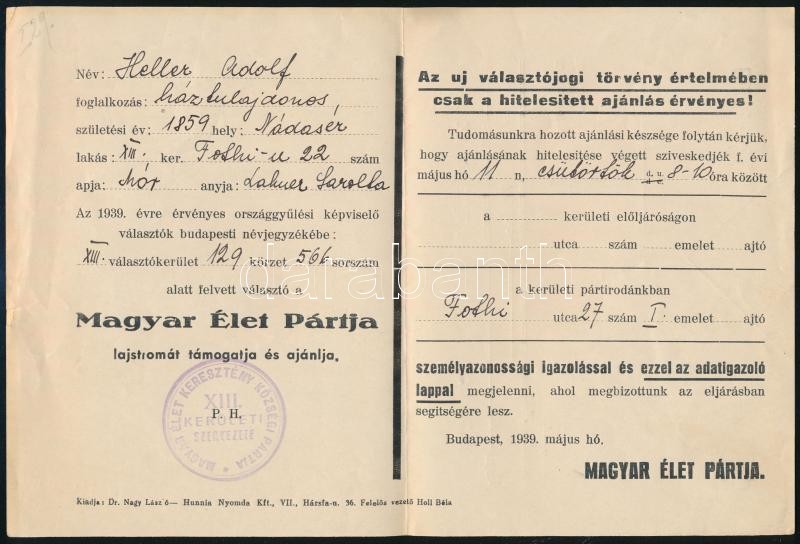 Név: Heller Adolf
foglalkozás: háztulajdonos,
születési év: 1859 hely: Nádasér
lakás: XIII. ker. Fothi-u 22 szám
apja: Mór anyja: Lakner Sarolta
Az 1939. évre érvényes országgyűlési képviselő
választók budapesti névjegyzékébe:
XIII. választókerület 129 körzet 566 sorszám
alatt felvett választó a
Magyar Élet Pártja
lajstromát támogatja és ajánlja.
MAGYAR ÉLET KERESZTÉNY KÖZSÉGI PÁRTJA
XIII.
KERÜLETI
SZERVEZETE
P. H.
Kiadja: Dr. Nagy László — Hunnia Nyomda Kft., VII., Hársfa-u. 36. Felelős vezető Holl Béla
Az uj választójogi törvény értelmében
csak a hitelesitett ajánlás érvényes!
Tudomásunkra hozott ajánlási készsége folytán kérjük,
hogy ajánlásának hitelesitése végett sziveskedjék f. évi
május hó 11 n, csütörtök d. u. 8-10 óra között
a kerületi előljáróságon
utca szám emelet ajtó
a kerületi pártirodánkban
Fothi utca 27 szám I. emelet ajtó
személyazonossági igazolással és ezzel az adatigazoló
lappal megjelenni, ahol megbizottunk az eljárásban
segitségére lesz.
Budapest, 1939. május hó.
MAGYAR ÉLET PÁRTJA.
darabanth